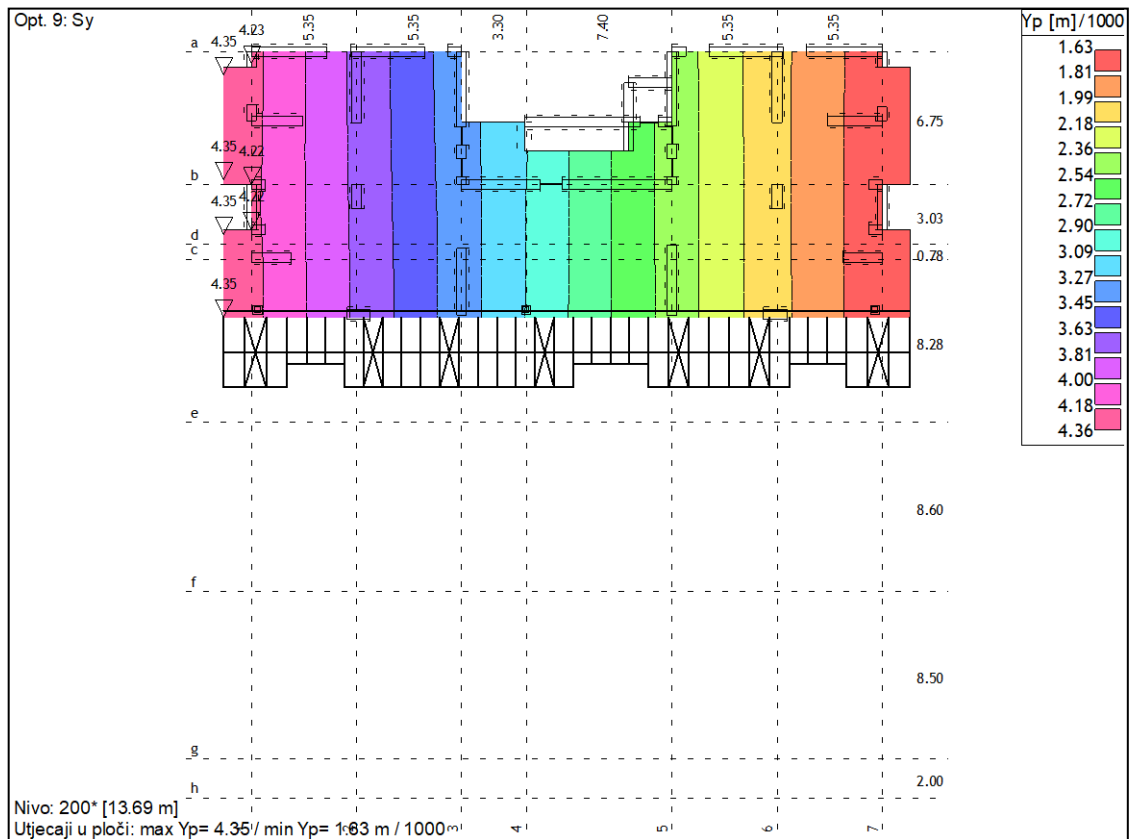 Opt. 9: Sy
5.35 5.35 3.30 7.40 5.35 5.35
Yp [m] / 1000
1.63
1.81
1.99
2.18
2.36
2.54
2.72
2.90
3.09
3.27
3.45
3.63
3.81
4.00
4.18
4.36
a
4.35
4.23
6.75
4.35
4.22
b
4.35
4.22
3.03
d
c
0.78
4.35
8.28
e
8.60
f
8.50
g
2.00
h
3 4 5 6 7
Nivo: 200* [13.69 m]
Utjecaji u ploči: max Yp= 4.35 / min Yp= 1.63 m / 1000